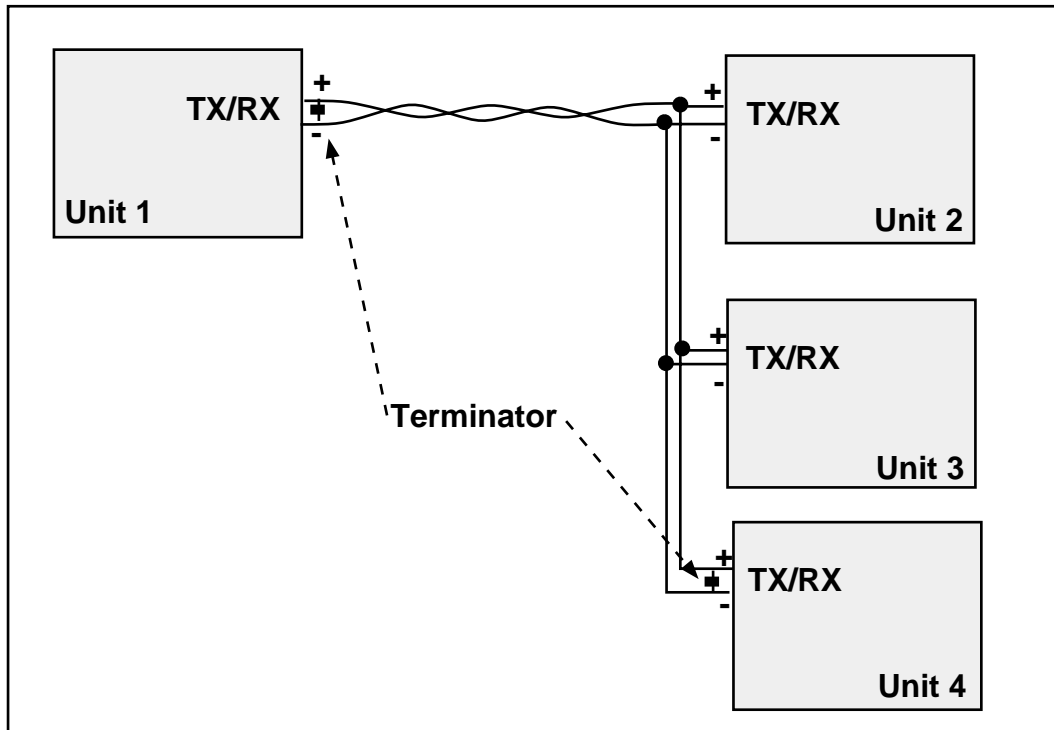 +
TX/RX
-
Unit 1
+
TX/RX
-
Unit 2
+
TX/RX
-
Unit 3
Terminator
+
TX/RX
-
Unit 4